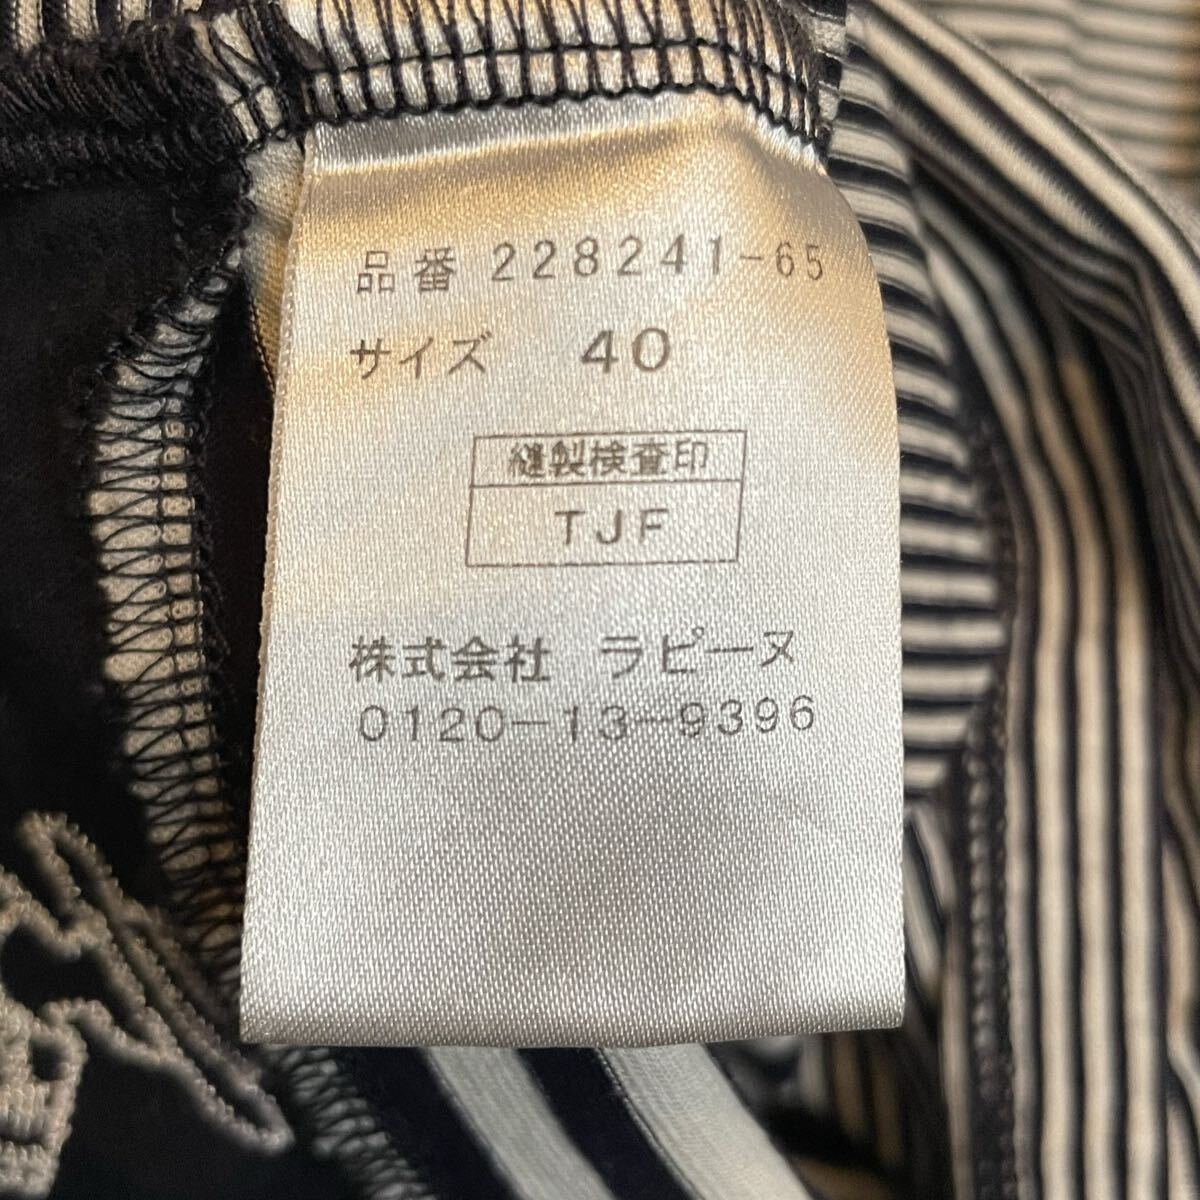 品番 228241-65
サイズ 40
縫製検査印
TJF
株式会社 ラピーヌ
0120-13-9396